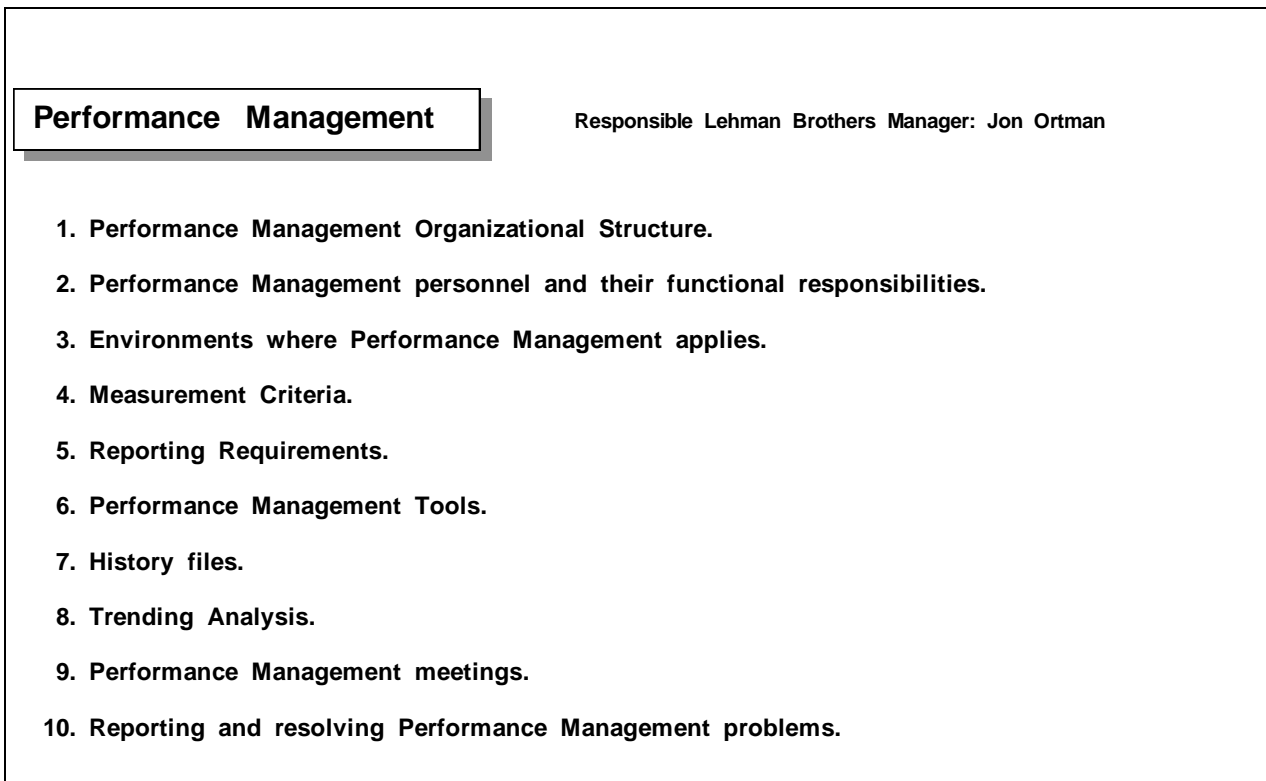 Performance Management
Responsible Lehman Brothers Manager: Jon Ortman
1. Performance Management Organizational Structure.
2. Performance Management personnel and their functional responsibilities.
3. Environments where Performance Management applies.
4. Measurement Criteria.
5. Reporting Requirements.
6. Performance Management Tools.
7. History files.
8. Trending Analysis.
9. Performance Management meetings.
10. Reporting and resolving Performance Management problems.